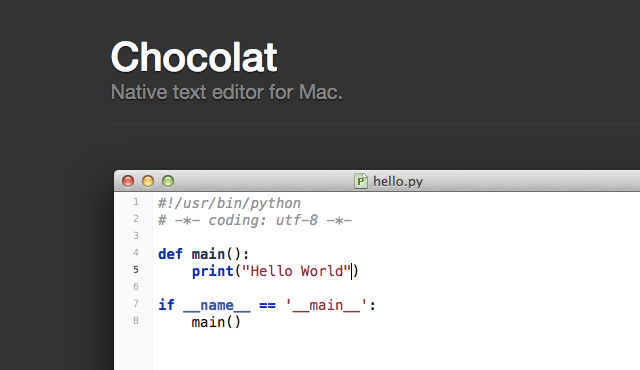 Chocolat
Native text editor for Mac.
hello.py
1 #!/usr/bin/python
2 # -*- coding: utf-8 -*-
3
4 def main():
5     print("Hello World")
6
7 if __name__ == '__main__':
8     main()